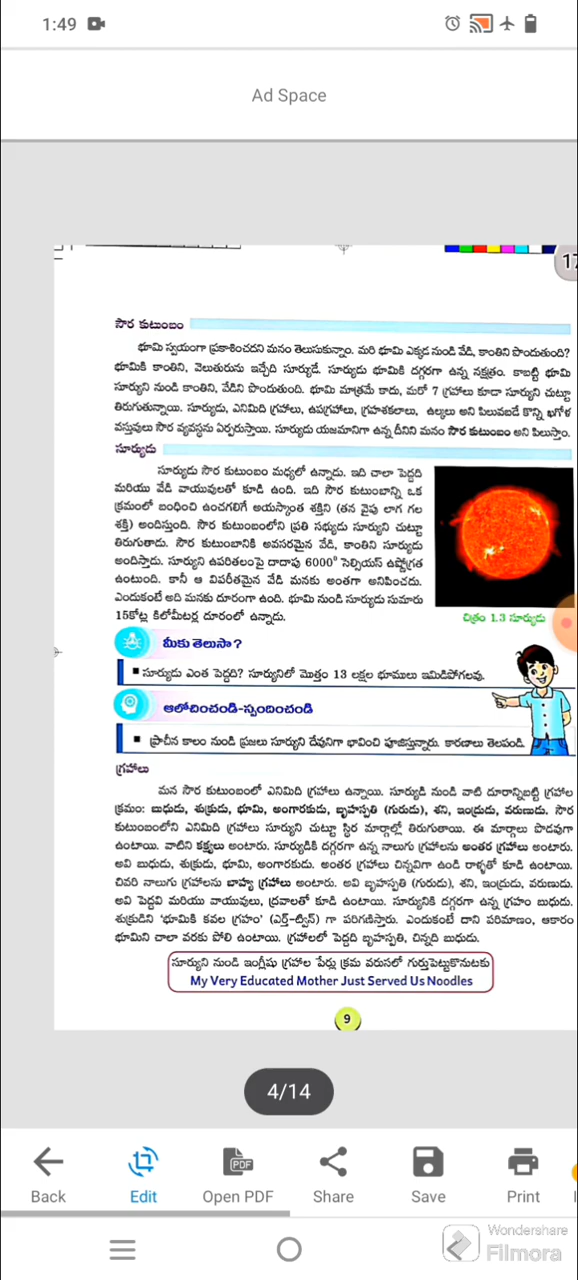 1:49
Ad Space
17
సౌర కుటుంబం
భూమి స్వయంగా ప్రకాశించదని మనం తెలుసుకున్నాం. మరి భూమి ఎక్కడ నుండి వేడి, కాంతిని పొందుతుంది?
భూమికి కాంతిని, వెలుతురును ఇచ్చేది సూర్యుడే. సూర్యుడు భూమికి దగ్గరగా ఉన్న నక్షత్రం. కాబట్టి భూమి
సూర్యుని నుండి కాంతిని, వేడిని పొందుతుంది. భూమి మాత్రమే కాదు, మరో 7 గ్రహాలు కూడా సూర్యుని చుట్టూ
తిరుగుతున్నాయి. సూర్యుడు, ఎనిమిది గ్రహాలు, ఉపగ్రహాలు, గ్రహశకలాలు, ఉల్కలు అని పిలువబడే కొన్ని ఖగోళ
వస్తువులు సౌర వ్యవస్థను ఏర్పరుస్తాయి. సూర్యుడు యజమానిగా ఉన్న దీనిని మనం సౌర కుటుంబం అని పిలుస్తాం.
సూర్యుడు
సూర్యుడు సౌర కుటుంబం మధ్యలో ఉన్నాడు. ఇది చాలా పెద్దది
మరియు వేడి వాయువులతో కూడి ఉంది. ఇది సౌర కుటుంబాన్ని ఒక
క్రమంలో బంధించి ఉంచగలిగే అయస్కాంత శక్తిని (తన వైపు లాగ గల
శక్తి) అందిస్తుంది. సౌర కుటుంబంలోని ప్రతి సభ్యుడు సూర్యుని చుట్టూ
తిరుగుతాడు. సౌర కుటుంబానికి అవసరమైన వేడి, కాంతిని సూర్యుడు
అందిస్తాడు. సూర్యుని ఉపరితలంపై దాదాపు 6000⁰ సెల్సియస్ ఉష్ణోగ్రత
ఉంటుంది. కానీ ఆ విపరీతమైన వేడి మనకు అంతగా అనిపించదు.
ఎందుకంటే అది మనకు దూరంగా ఉంది. భూమి నుండి సూర్యుడు సుమారు
15కోట్ల కిలోమీటర్ల దూరంలో ఉన్నాడు.
చిత్రం 1.3 సూర్యుడు
మీకు తెలుసా?
■ సూర్యుడు ఎంత పెద్దది? సూర్యునిలో మొత్తం 13 లక్షల భూములు ఇమిడిపోగలవు.
ఆలోచించండి-స్పందించండి
■ ప్రాచీన కాలం నుండి ప్రజలు సూర్యుని దేవునిగా భావించి పూజిస్తున్నారు. కారణాలు తెలపండి.
గ్రహాలు
మన సౌర కుటుంబంలో ఎనిమిది గ్రహాలు ఉన్నాయి. సూర్యుడి నుండి వాటి దూరాన్నిబట్టి గ్రహాల
క్రమం: బుధుడు, శుక్రుడు, భూమి, అంగారకుడు, బృహస్పతి (గురుడు), శని, ఇంద్రుడు, వరుణుడు. సౌర
కుటుంబంలోని ఎనిమిది గ్రహాలు సూర్యుని చుట్టూ స్థిర మార్గాల్లో తిరుగుతాయి. ఈ మార్గాలు పొడవుగా
ఉంటాయి. వాటిని కక్ష్యలు అంటారు. సూర్యుడికి దగ్గరగా ఉన్న నాలుగు గ్రహాలను అంతర గ్రహాలు అంటారు.
అవి బుధుడు, శుక్రుడు, భూమి, అంగారకుడు. అంతర గ్రహాలు చిన్నవిగా ఉండి రాళ్ళతో కూడి ఉంటాయి.
చివరి నాలుగు గ్రహాలను బాహ్య గ్రహాలు అంటారు. అవి బృహస్పతి (గురుడు), శని, ఇంద్రుడు, వరుణుడు.
అవి పెద్దవి మరియు వాయువులు, ద్రవాలతో కూడి ఉంటాయి. సూర్యునికి దగ్గరగా ఉన్న గ్రహం బుధుడు.
శుక్రుడిని 'భూమికి కవల గ్రహం' (ఎర్త్-ట్విన్) గా పరిగణిస్తారు. ఎందుకంటే దాని పరిమాణం, ఆకారం
భూమిని చాలా వరకు పోలి ఉంటాయి. గ్రహాలలో పెద్దది బృహస్పతి, చిన్నది బుధుడు.
సూర్యుని నుండి ఇంగ్లీషు గ్రహాల పేర్లు క్రమ వరుసలో గుర్తుపెట్టుకొనుటకు
My Very Educated Mother Just Served Us Noodles
9
4/14
PDF
Back Edit Open PDF Share Save Print
Wondershare
Filmora